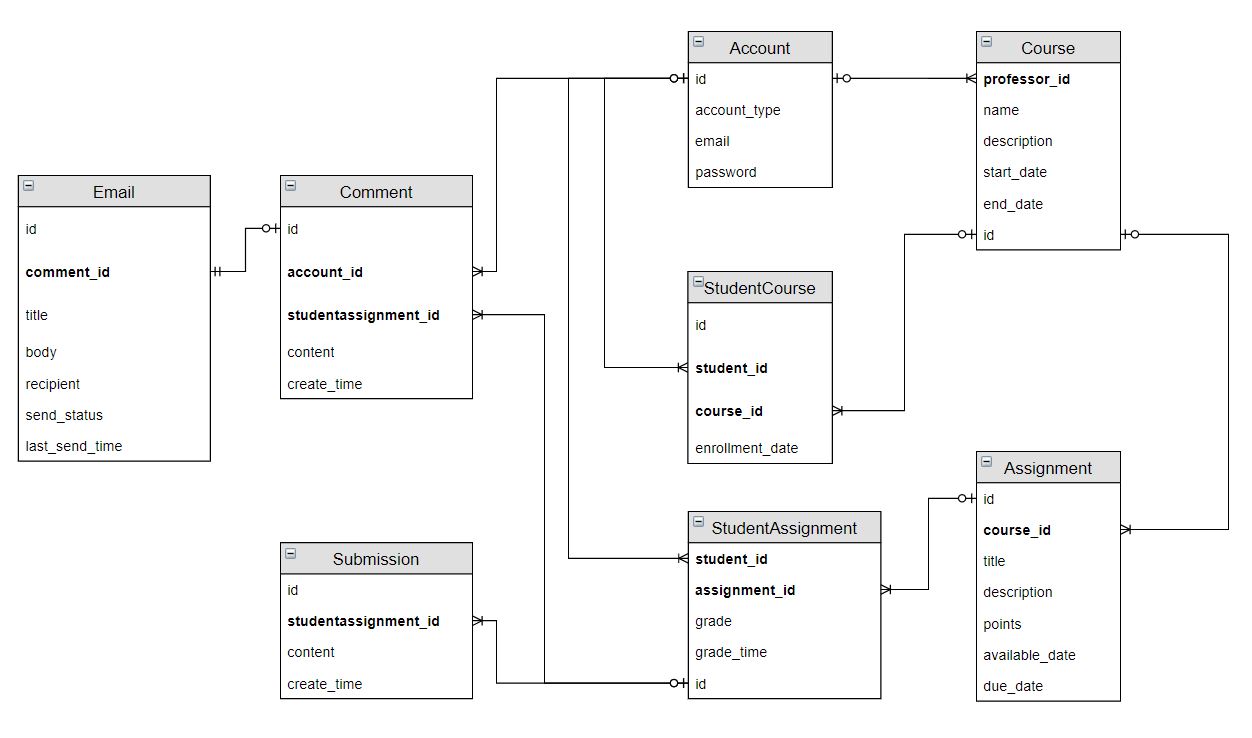 Account
id
account_type
email
password
Course
professor_id
name
description
start_date
end_date
id
Email
id
comment_id
title
body
recipient
send_status
last_send_time
Comment
id
account_id
studentassignment_id
content
create_time
StudentCourse
id
student_id
course_id
enrollment_date
Submission
id
studentassignment_id
content
create_time
StudentAssignment
student_id
assignment_id
grade
grade_time
id
Assignment
id
course_id
title
description
points
available_date
due_date